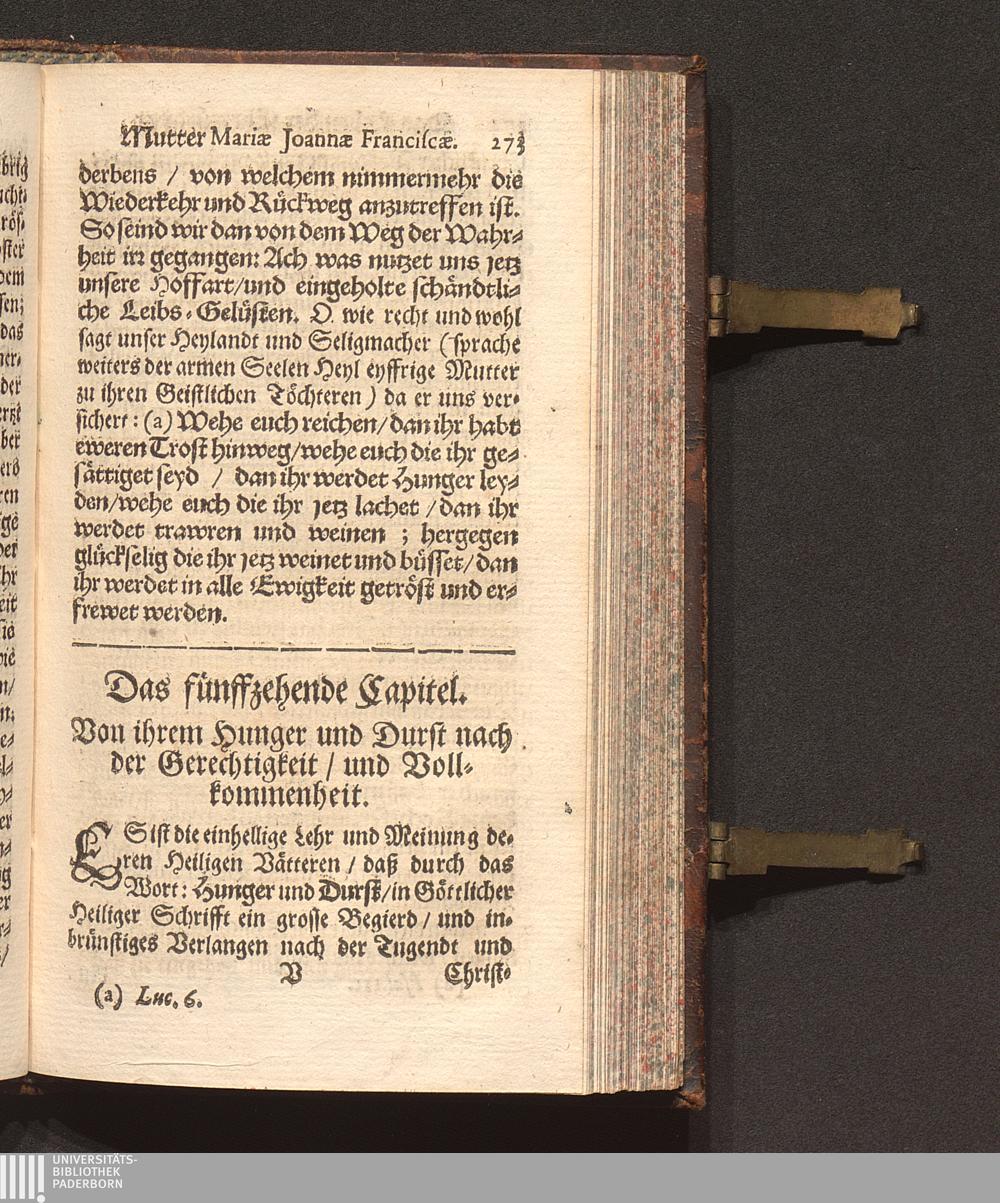 Mutter Mariæ Joannæ Franciſcæ. 273
derbens / von welchem nimmermehr die
Wiederkehr und Rückweg anzutreffen iſt.
So ſeind wir dan von dem Weg der Wahr-
heit irꝛ gegangen: Ach was nutzet uns jetz
unſere Hoffart/und eingeholte ſchändtli-
che Leibs-Gelüſten. O wie recht und wohl
ſagt unſer Heylandt und Seligmacher (ſprache
weiters der armen Seelen Heyl eyffrige Mutter
zu ihren Geiſtlichen Töchteren) da er uns ver-
ſichert: (a) Wehe euch reichen/dan ihr habt
eweren Troſt hinweg/wehe euch die ihr ge-
ſättiget ſeyd / dan ihr werdet Hunger ley-
den/wehe euch die ihr jetz lachet / dan ihr
werdet trawren und weinen ; hergegen
glückſelig die ihr jetz weinet und büſſet/dan
ihr werdet in alle Ewigkeit getröſt und er-
frewet werden.
Das fünffzehende Capitel.
Von ihrem Hunger und Durſt nach
der Gerechtigkeit / und Voll-
kommenheit.
ES iſt die einhellige Lehr und Meinung de-
ren Heiligen Vätteren / daß durch das
Wort: Hunger und Durſt/in Göttlicher
Heiliger Schrifft ein groſſe Begierd / und in-
brünſtiges Verlangen nach der Tugendt und
V Chriſt-
(a) Luc. 6.
UNIVERSITÄTS-
BIBLIOTHEK
PADERBORN